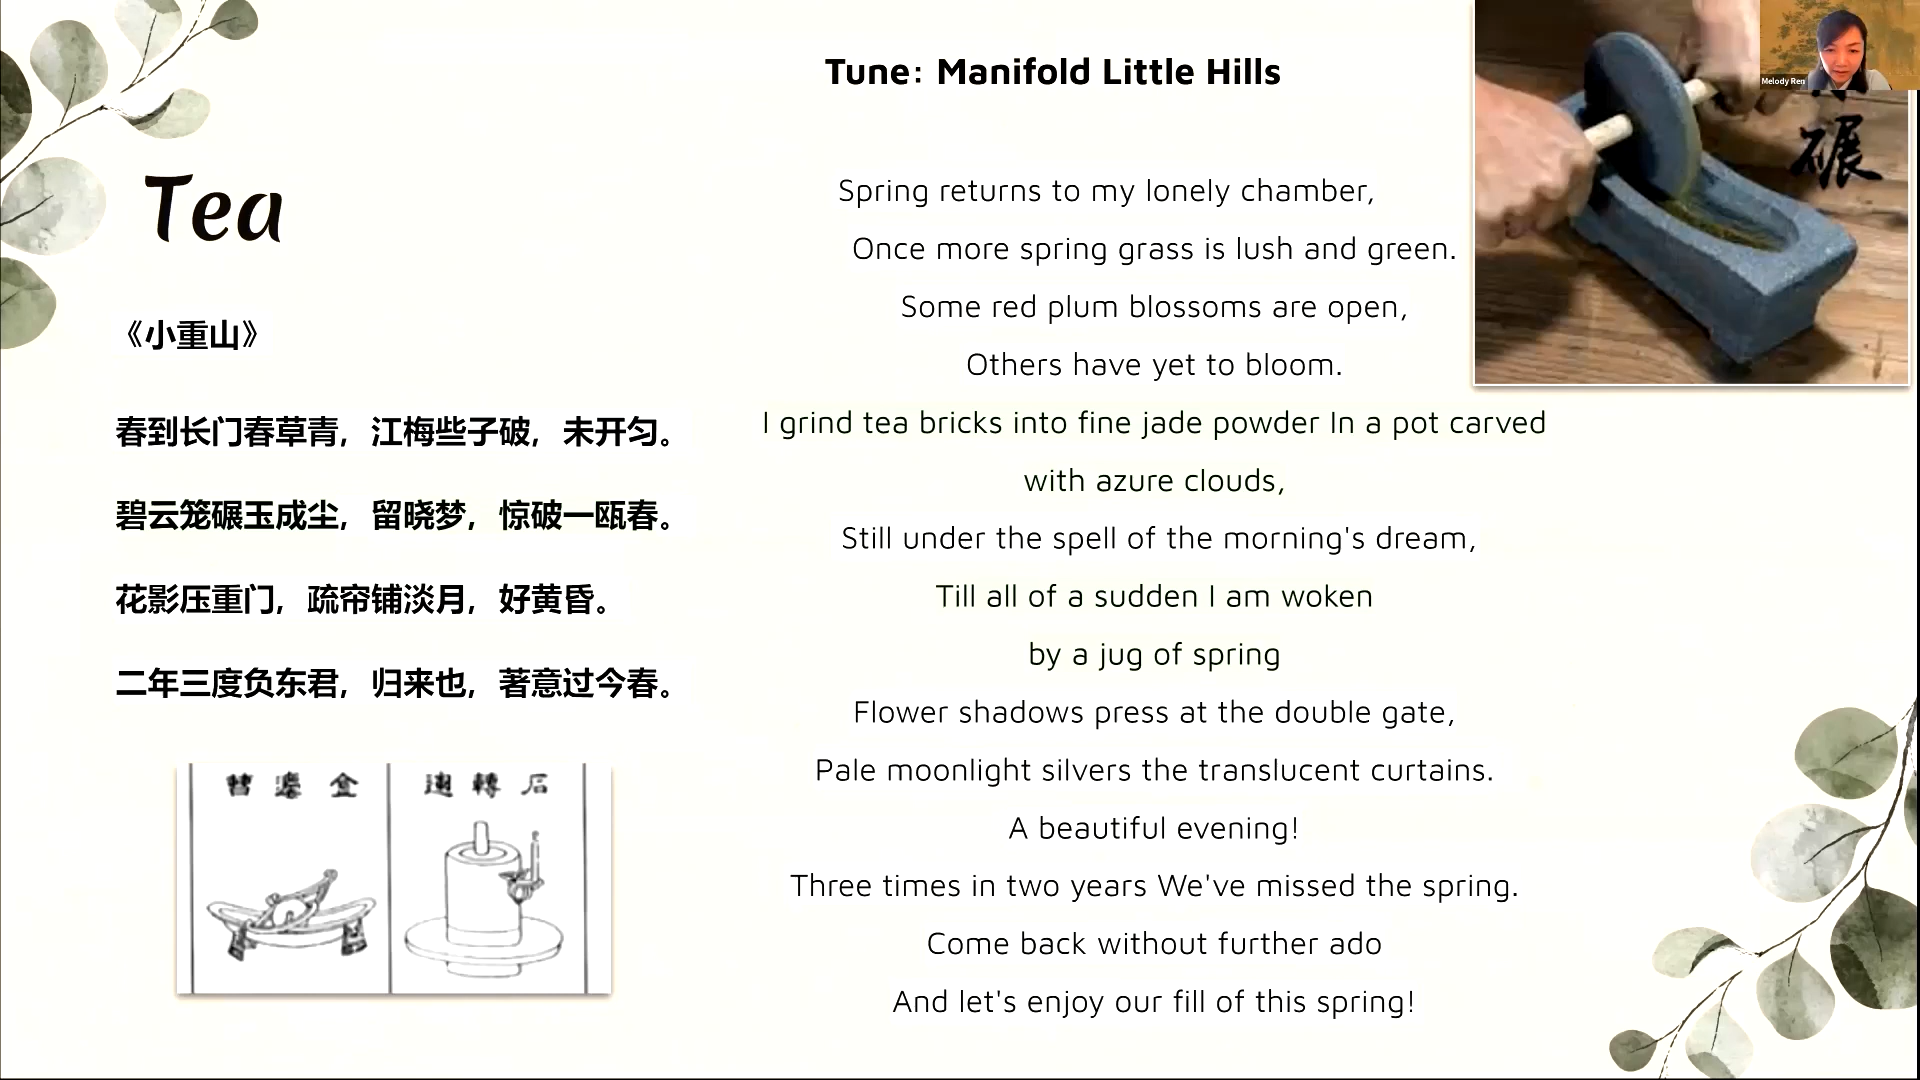 Tea
《小重山》
春到长门春草青，江梅些子破，未开匀。
碧云笼碾玉成尘，留晓梦，惊破一瓯春。
花影压重门，疏帘铺淡月，好黄昏。
二年三度负东君，归来也，著意过今春。
Tune: Manifold Little Hills
Spring returns to my lonely chamber,
Once more spring grass is lush and green.
Some red plum blossoms are open,
Others have yet to bloom.
I grind tea bricks into fine jade powder In a pot carved
with azure clouds,
Still under the spell of the morning's dream,
Till all of a sudden I am woken
by a jug of spring
Flower shadows press at the double gate,
Pale moonlight silvers the translucent curtains.
A beautiful evening!
Three times in two years We've missed the spring.
Come back without further ado
And let's enjoy our fill of this spring!
碾
Melody Ren